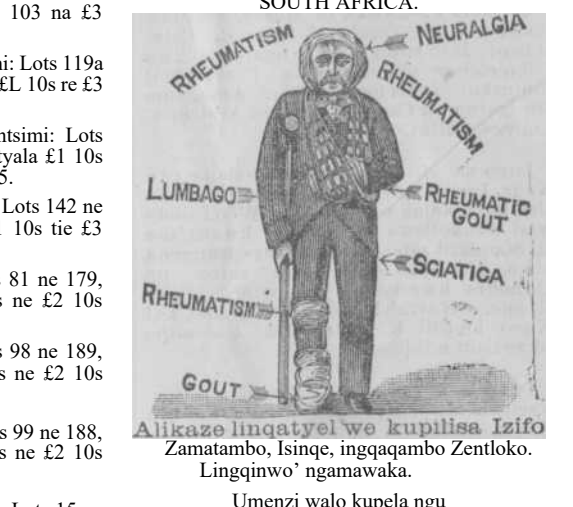 103 na £3
ni: Lots 119a
£L 10s re £3
ntsimi: Lots
tyala £1 10s
5.
Lots 142 ne
10s tie £3
81 ne 179,
s ne £2 10s
s 98 ne 189,
s ne £2 10s
s 99 ne 188,
s ne £2 10s
SOUTH AFRICA.
RHEUMATISM
NEURALGIA
RHEUMATISM
LUMBAGO
RHEUMATIC
GOUT
SCIATICA
RHEUMATISM
GOUT
Alikaze linqatyel'we kupilisa Izifo
Zamatambo, Isinqe, ingqaqambo Zentloko.
Lingqinwo’ ngamawaka.
Umenzi walo kupela ngu